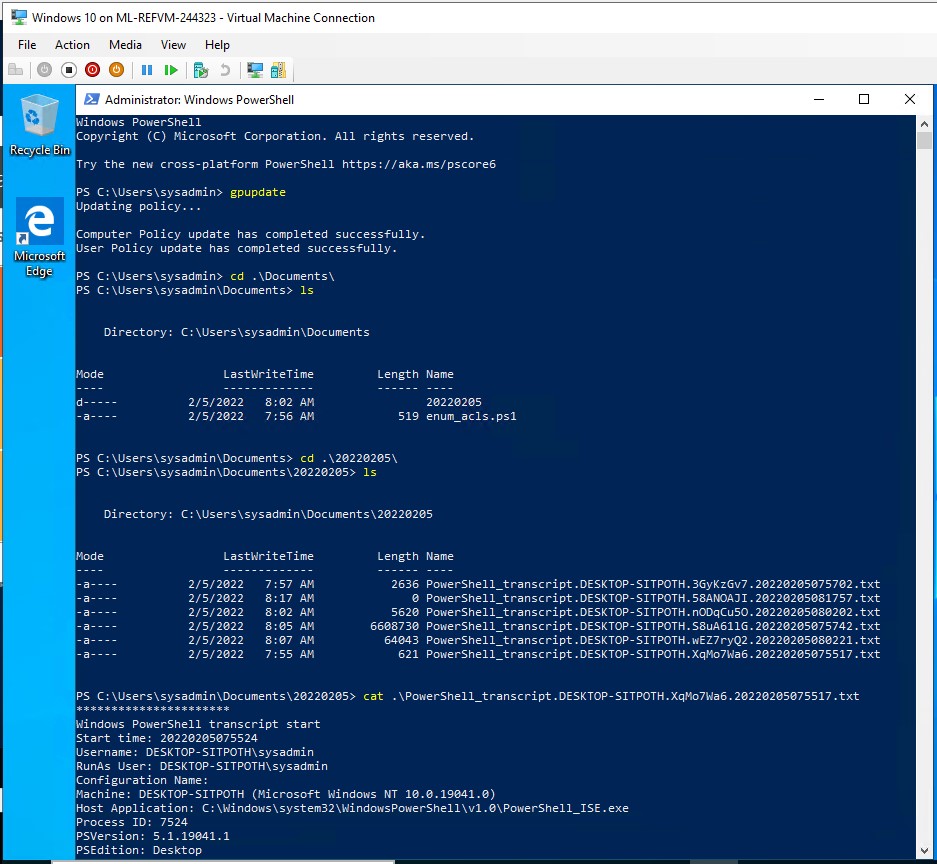 Windows 10 on ML-REFVM-244323 - Virtual Machine Connection
File Action Media View Help
Administrator: Windows PowerShell
Recycle Bin
Microsoft
Edge
Windows PowerShell
Copyright (C) Microsoft Corporation. All rights reserved.
Try the new cross-platform PowerShell https://aka.ms/pscore6
PS C:\Users\sysadmin> gpupdate
Updating policy...
Computer Policy update has completed successfully.
User Policy update has completed successfully.
PS C:\Users\sysadmin> cd .\Documents\
PS C:\Users\sysadmin\Documents> ls
Directory: C:\Users\sysadmin\Documents
Mode LastWriteTime Length Name
---- ------------- ------ ----
d----- 2/5/2022 8:02 AM 20220205
-a---- 2/5/2022 7:56 AM 519 enum_acls.ps1
PS C:\Users\sysadmin\Documents> cd .\20220205\
PS C:\Users\sysadmin\Documents\20220205> ls
Directory: C:\Users\sysadmin\Documents\20220205
Mode LastWriteTime Length Name
---- ------------- ------ ----
-a---- 2/5/2022 7:57 AM 2636 PowerShell_transcript.DESKTOP-SITPOTH.3GyKzGv7.20220205075702.txt
-a---- 2/5/2022 8:17 AM 0 PowerShell_transcript.DESKTOP-SITPOTH.58ANOAJI.20220205081757.txt
-a---- 2/5/2022 8:02 AM 5620 PowerShell_transcript.DESKTOP-SITPOTH.nODqCu5O.20220205080202.txt
-a---- 2/5/2022 8:05 AM 6608730 PowerShell_transcript.DESKTOP-SITPOTH.S8uA61lG.20220205075742.txt
-a---- 2/5/2022 8:07 AM 64043 PowerShell_transcript.DESKTOP-SITPOTH.wEZ7ryQ2.20220205080221.txt
-a---- 2/5/2022 7:55 AM 621 PowerShell_transcript.DESKTOP-SITPOTH.XqMo7Wa6.20220205075517.txt
PS C:\Users\sysadmin\Documents\20220205> cat .\PowerShell_transcript.DESKTOP-SITPOTH.XqMo7Wa6.20220205075517.txt
**********************
Windows PowerShell transcript start
Start time: 20220205075524
Username: DESKTOP-SITPOTH\sysadmin
RunAs User: DESKTOP-SITPOTH\sysadmin
Configuration Name:
Machine: DESKTOP-SITPOTH (Microsoft Windows NT 10.0.19041.0)
Host Application: C:\Windows\system32\WindowsPowerShell\v1.0\PowerShell_ISE.exe
Process ID: 7524
PSVersion: 5.1.19041.1
PSEdition: Desktop